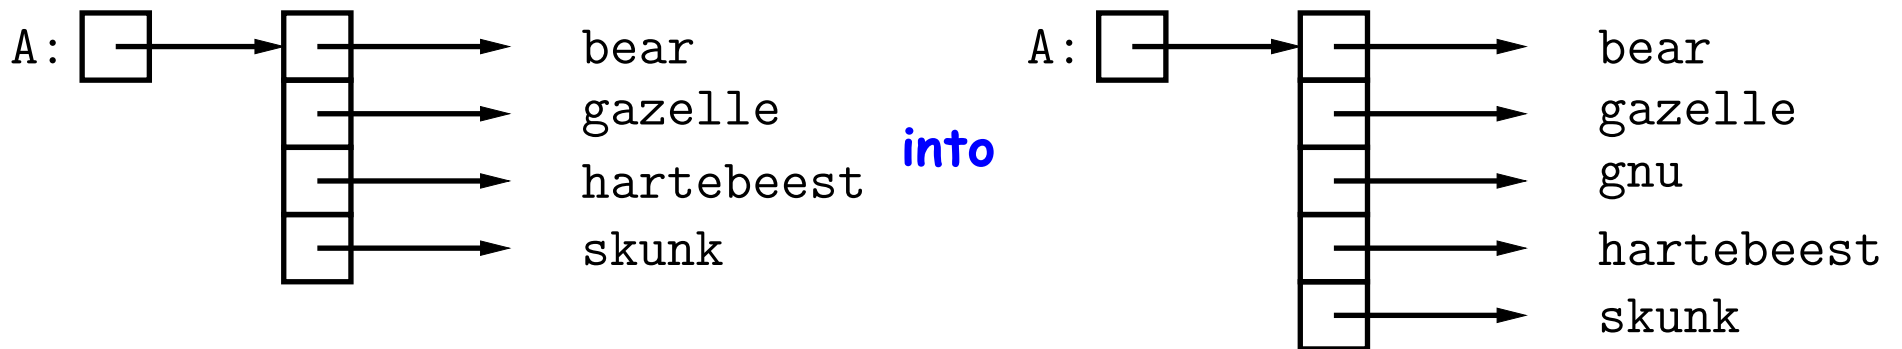 A:
bear
gazelle
hartebeest
skunk
into
A:
bear
gazelle
gnu
hartebeest
skunk